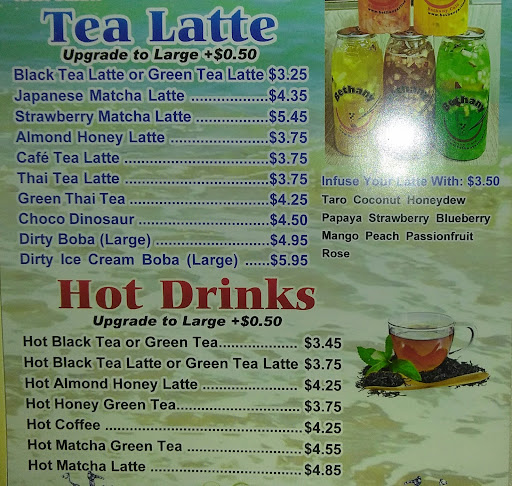 Tea Latte
Upgrade to Large +$0.50
Black Tea Latte or Green Tea Latte $3.25
Japanese Matcha Latte ................$4.35
Strawberry Matcha Latte ............$5.45
Almond Honey Latte ..................$3.75
Café Tea Latte ............................$3.75
Thai Tea Latte ............................$3.75
Green Thai Tea ...........................$4.25
Choco Dinosaur .........................$4.50
Dirty Boba (Large) ......................$4.95
Dirty Ice Cream Boba (Large) ......$5.95
Bethany
Bethany
Infuse Your Latte With: $3.50
Taro Coconut Honeydew
Papaya Strawberry Blueberry
Mango Peach Passionfruit
Rose
Hot Drinks
Upgrade to Large +$0.50
Hot Black Tea or Green Tea.................$3.45
Hot Black Tea Latte or Green Tea Latte $3.75
Hot Almond Honey Latte .....................$4.25
Hot Honey Green Tea...........................$3.75
Hot Coffee ............................................$4.25
Hot Matcha Green Tea .........................$4.55
Hot Matcha Latte .................................$4.85